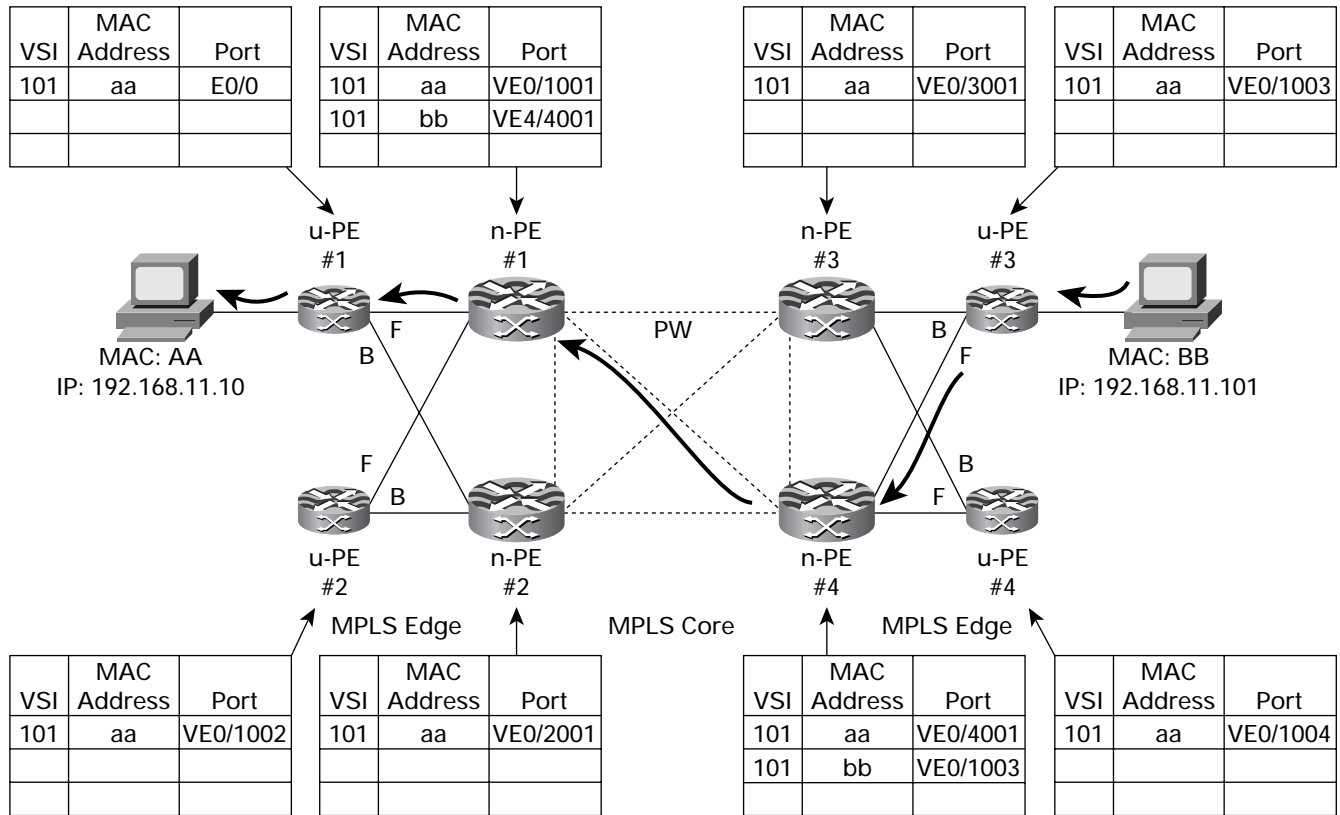 VSI MAC Address Port
101 aa E0/0
VSI MAC Address Port
101 aa VE0/1001
101 bb VE4/4001
VSI MAC Address Port
101 aa VE0/3001
VSI MAC Address Port
101 aa VE0/1003
u-PE
#1
n-PE
#1
n-PE
#3
u-PE
#3
F
PW
B
B
F
MAC: AA
IP: 192.168.11.10
MAC: BB
IP: 192.168.11.101
F
B
B
F
u-PE
#2
n-PE
#2
n-PE
#4
u-PE
#4
MPLS Edge
MPLS Core
MPLS Edge
VSI MAC Address Port
101 aa VE0/1002
VSI MAC Address Port
101 aa VE0/2001
VSI MAC Address Port
101 aa VE0/4001
101 bb VE0/1003
VSI MAC Address Port
101 aa VE0/1004